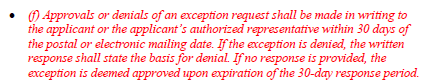 • (f) Approvals or denials of an exception request shall be made in writing to
the applicant or the applicant's authorized representative within 30 days of
the postal or electronic mailing date. If the exception is denied, the written
response shall state the basis for denial. If no response is provided, the
exception is deemed approved upon expiration of the 30-day response period.